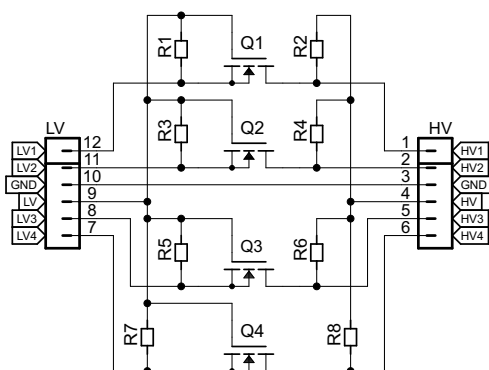 R1
Q1
R2
R3
Q2
R4
LV
HV
LV1
12
1
HV1
LV2
11
2
HV2
GND
10
3
GND
LV
9
4
HV
LV3
8
5
HV3
LV4
7
6
HV4
R5
Q3
R6
R7
Q4
R8